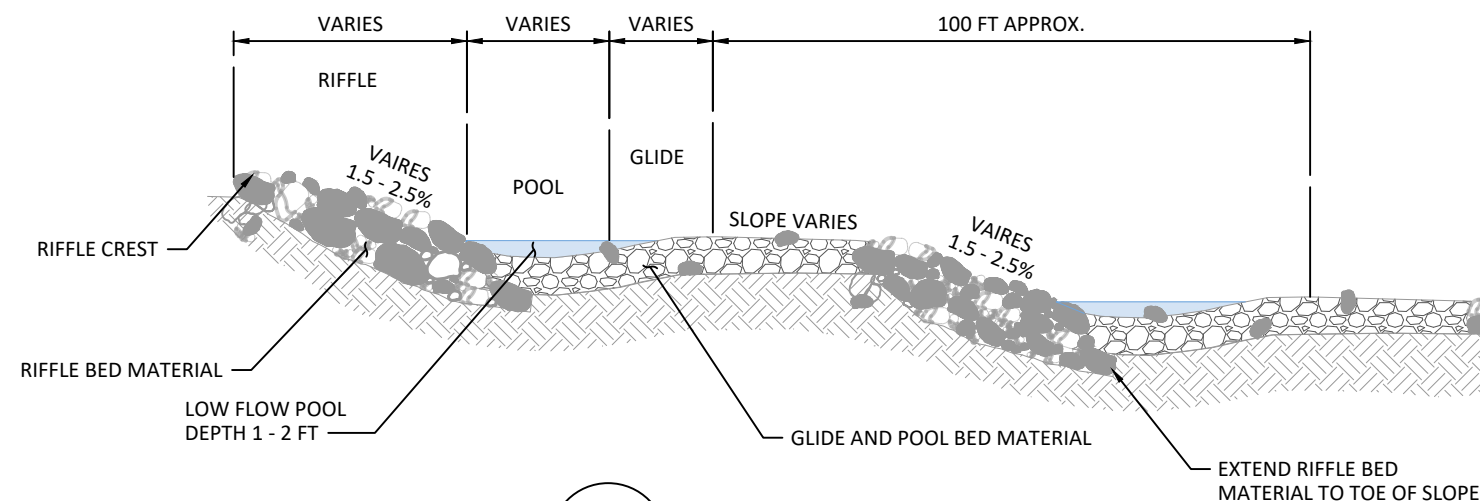 VARIES
VARIES
VARIES
100 FT APPROX.
RIFFLE
GLIDE
POOL
VAIRES
1.5 - 2.5%
SLOPE VARIES
VAIRES
1.5 - 2.5%
RIFFLE CREST
RIFFLE BED MATERIAL
LOW FLOW POOL
DEPTH 1 - 2 FT
GLIDE AND POOL BED MATERIAL
EXTEND RIFFLE BED
MATERIAL TO TOE OF SLOPE